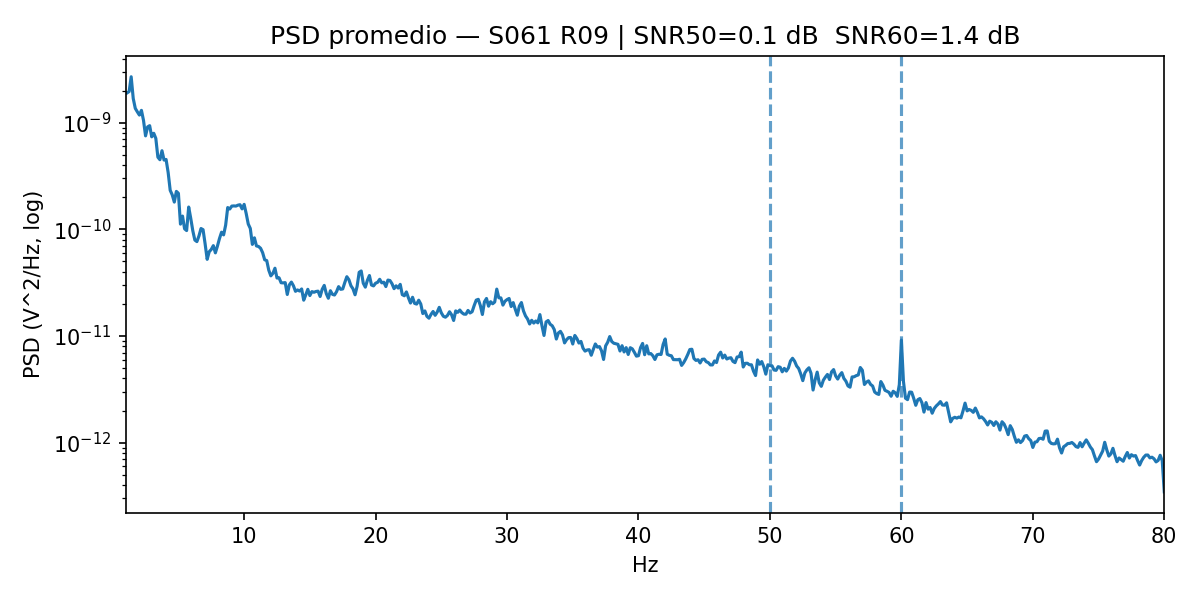 PSD promedio — S061 R09 | SNR50=0.1 dB  SNR60=1.4 dB
PSD (V^2/Hz, log)
10⁻⁹
10⁻¹⁰
10⁻¹¹
10⁻¹²
10 20 30 40 50 60 70 80
Hz